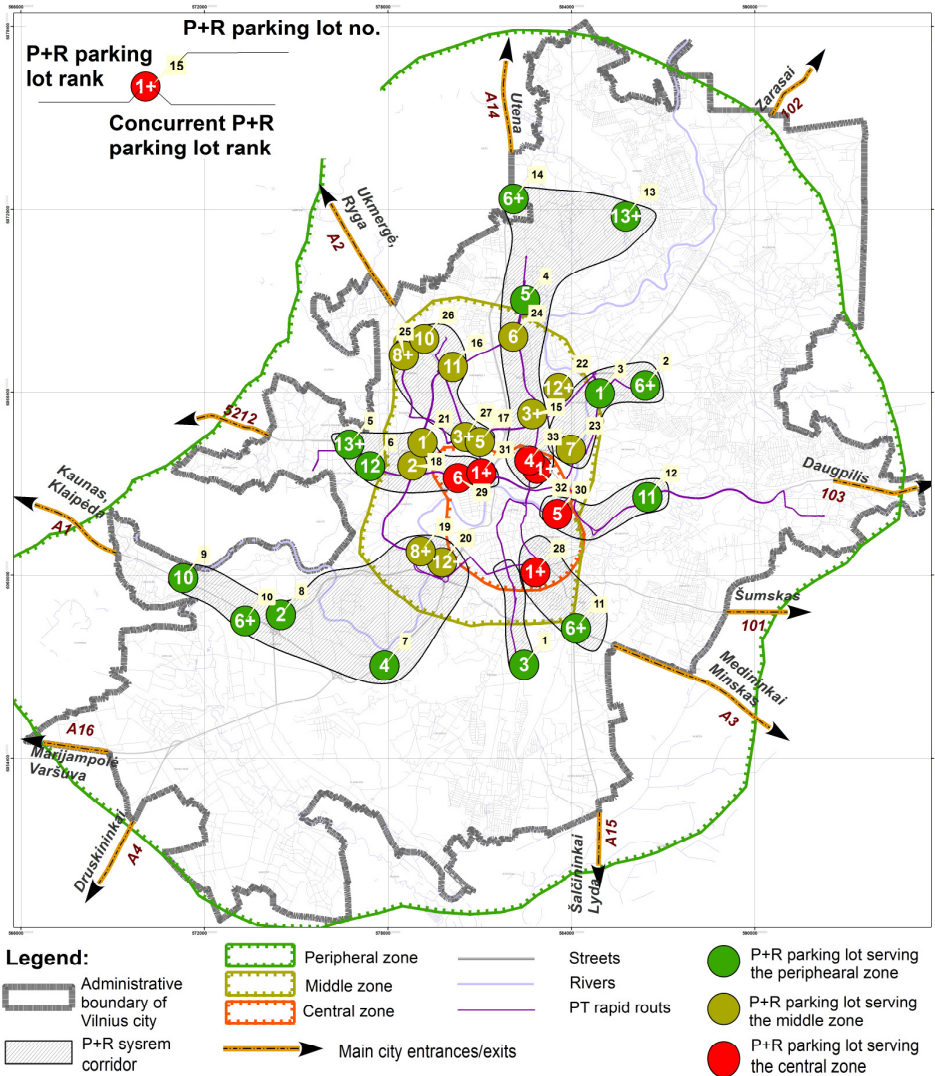 P+R parking lot no.
P+R parking
lot rank
15
1+
Concurrent P+R
parking lot rank
A14
Utena
Zarasai
102
Ukmergė,
Ryga
A2
14
6+
13
13+
4
5
24
6
26
25
10
8+
16
11
22
12+
3
2
1
6+
5212
5
13+
6
12
21
1
27
17
3+
5
15
3+
23
33
7
18
2
31
6
1+
4
1+
29
32
30
5
12
11
Daugpilis
103
Kaunas,
Klaipėda
A1
19
8+
20
12+
28
1+
9
10
10
6+
8
2
7
4
1
3
11
6+
Šumskas
101
Medininkai
Minskas
A3
A16
Marijampolė
Varšuva
Druskininkai
A4
A15
Šalčininkai
Lyda
Legend:
Administrative
boundary of
Vilnius city
P+R sysrem
corridor
Peripheral zone
Middle zone
Central zone
Main city entrances/exits
Streets
Rivers
PT rapid routs
P+R parking lot serving
the periphearal zone
P+R parking lot serving
the middle zone
P+R parking lot serving
the central zone